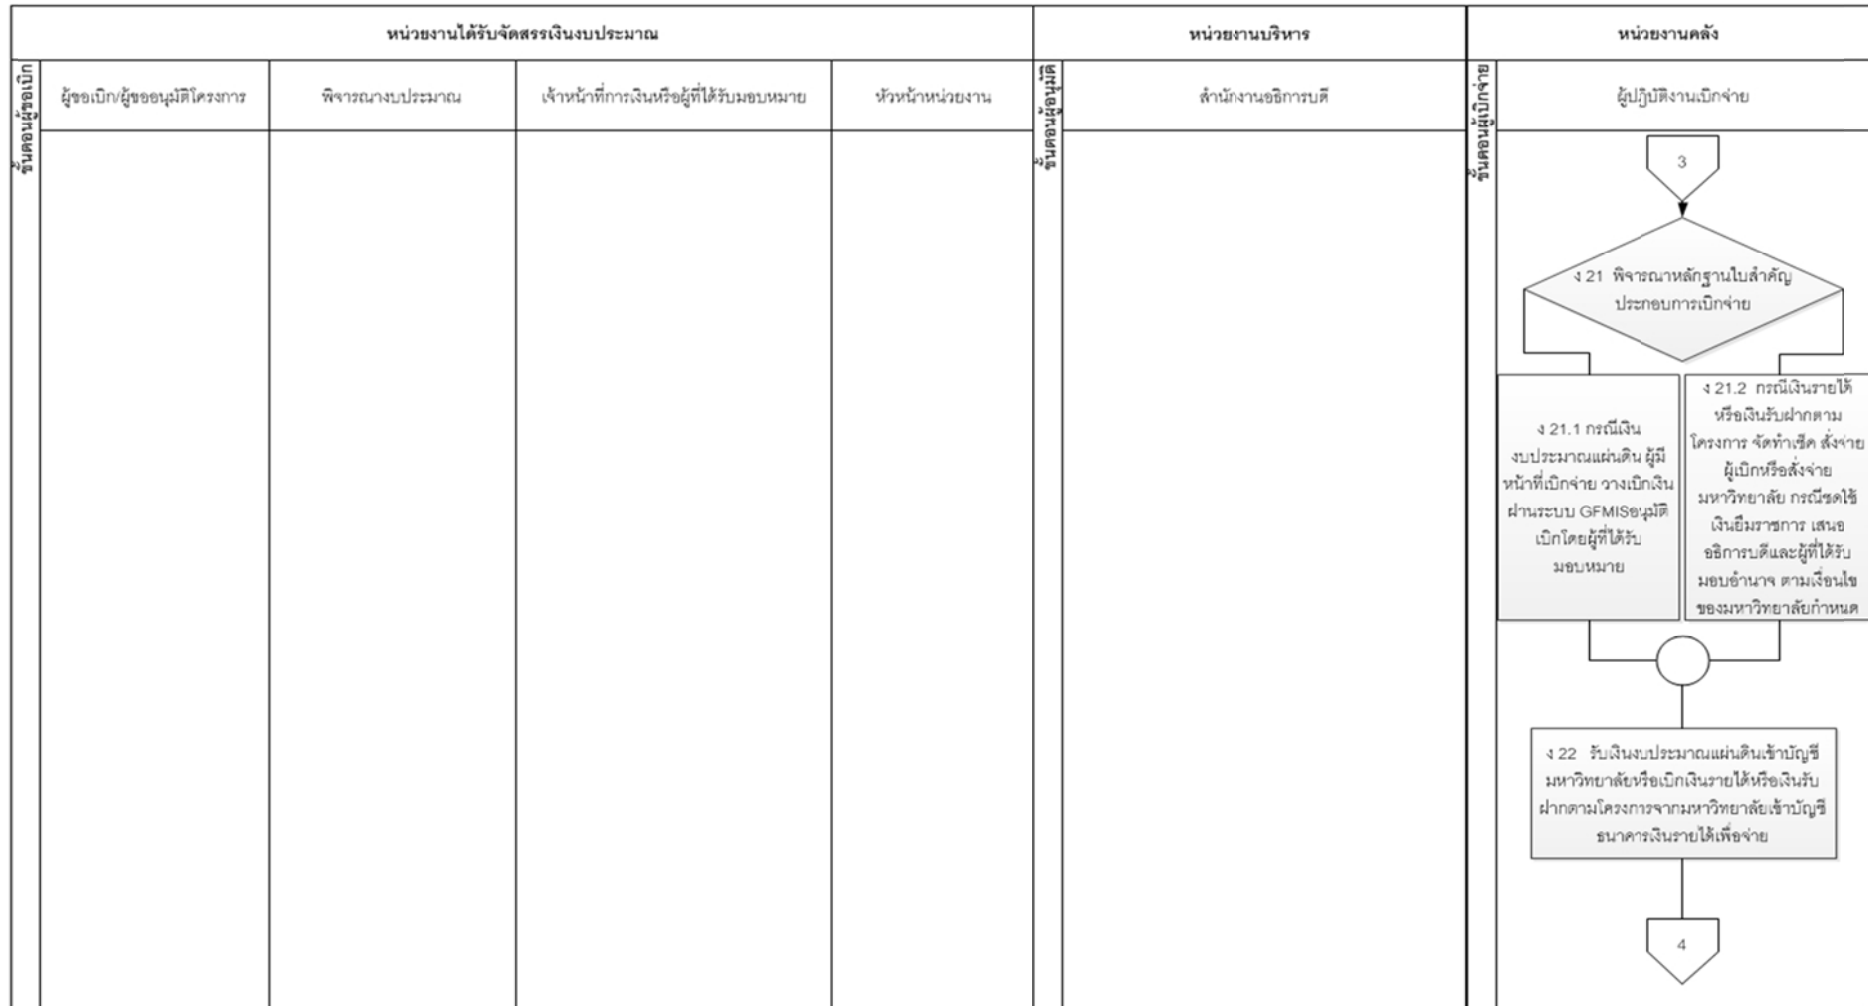 หน่วยงานได้รับจัดสรรเงินงบประมาณ
หน่วยงานบริหาร
หน่วยงานคลัง
ขั้นตอนผู้ขอเบิก
ผู้ขอเบิก/ผู้ขออนุมัติโครงการ
พิจารณางบประมาณ
เจ้าหน้าที่การเงินหรือผู้ที่ได้รับมอบหมาย
หัวหน้าหน่วยงาน
ขั้นตอนผู้อนุมัติ
สำนักงานอธิการบดี
ขั้นตอนผู้เบิกจ่าย
ผู้ปฏิบัติงานเบิกจ่าย
3
ง 21 พิจารณาหลักฐานใบสำคัญ
ประกอบการเบิกจ่าย
ง 21.1 กรณีเงิน
งบประมาณแผ่นดิน ผู้มี
หน้าที่เบิกจ่าย วางเบิกเงิน
ผ่านระบบ GFMISอนุมัติ
เบิกโดยผู้ที่ได้รับ
มอบหมาย
ง 21.2 กรณีเงินรายได้
หรือเงินรับฝากตาม
โครงการ จัดทำเช็ค สั่งจ่าย
ผู้เบิกหรือสั่งจ่าย
มหาวิทยาลัย กรณีชดใช้
เงินยืมราชการ เสนอ
อธิการบดีและผู้ที่ได้รับ
มอบอำนาจ ตามเงื่อนไข
ของมหาวิทยาลัยกำหนด
ง 22 รับเงินงบประมาณแผ่นดินเข้าบัญชี
มหาวิทยาลัยหรือเบิกเงินรายได้หรือเงินรับ
ฝากตามโครงการจากมหาวิทยาลัยเข้าบัญชี
ธนาคารเงินรายได้เพื่อจ่าย
4